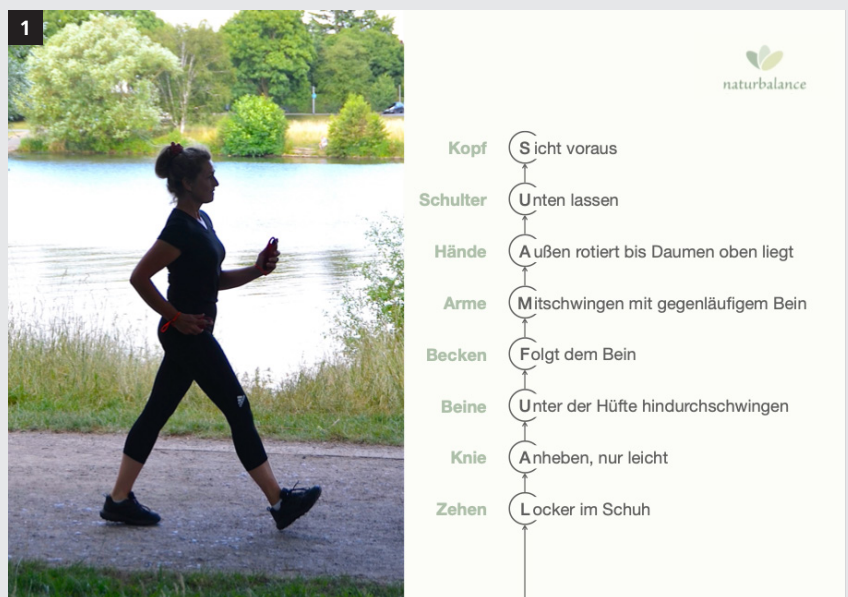 1
naturbalance
Kopf Sicht voraus
Schulter Unten lassen
Hände Außen rotiert bis Daumen oben liegt
Arme Mitschwingen mit gegenläufigem Bein
Becken Folgt dem Bein
Beine Unter der Hüfte hindurchschwingen
Knie Anheben, nur leicht
Zehen Locker im Schuh